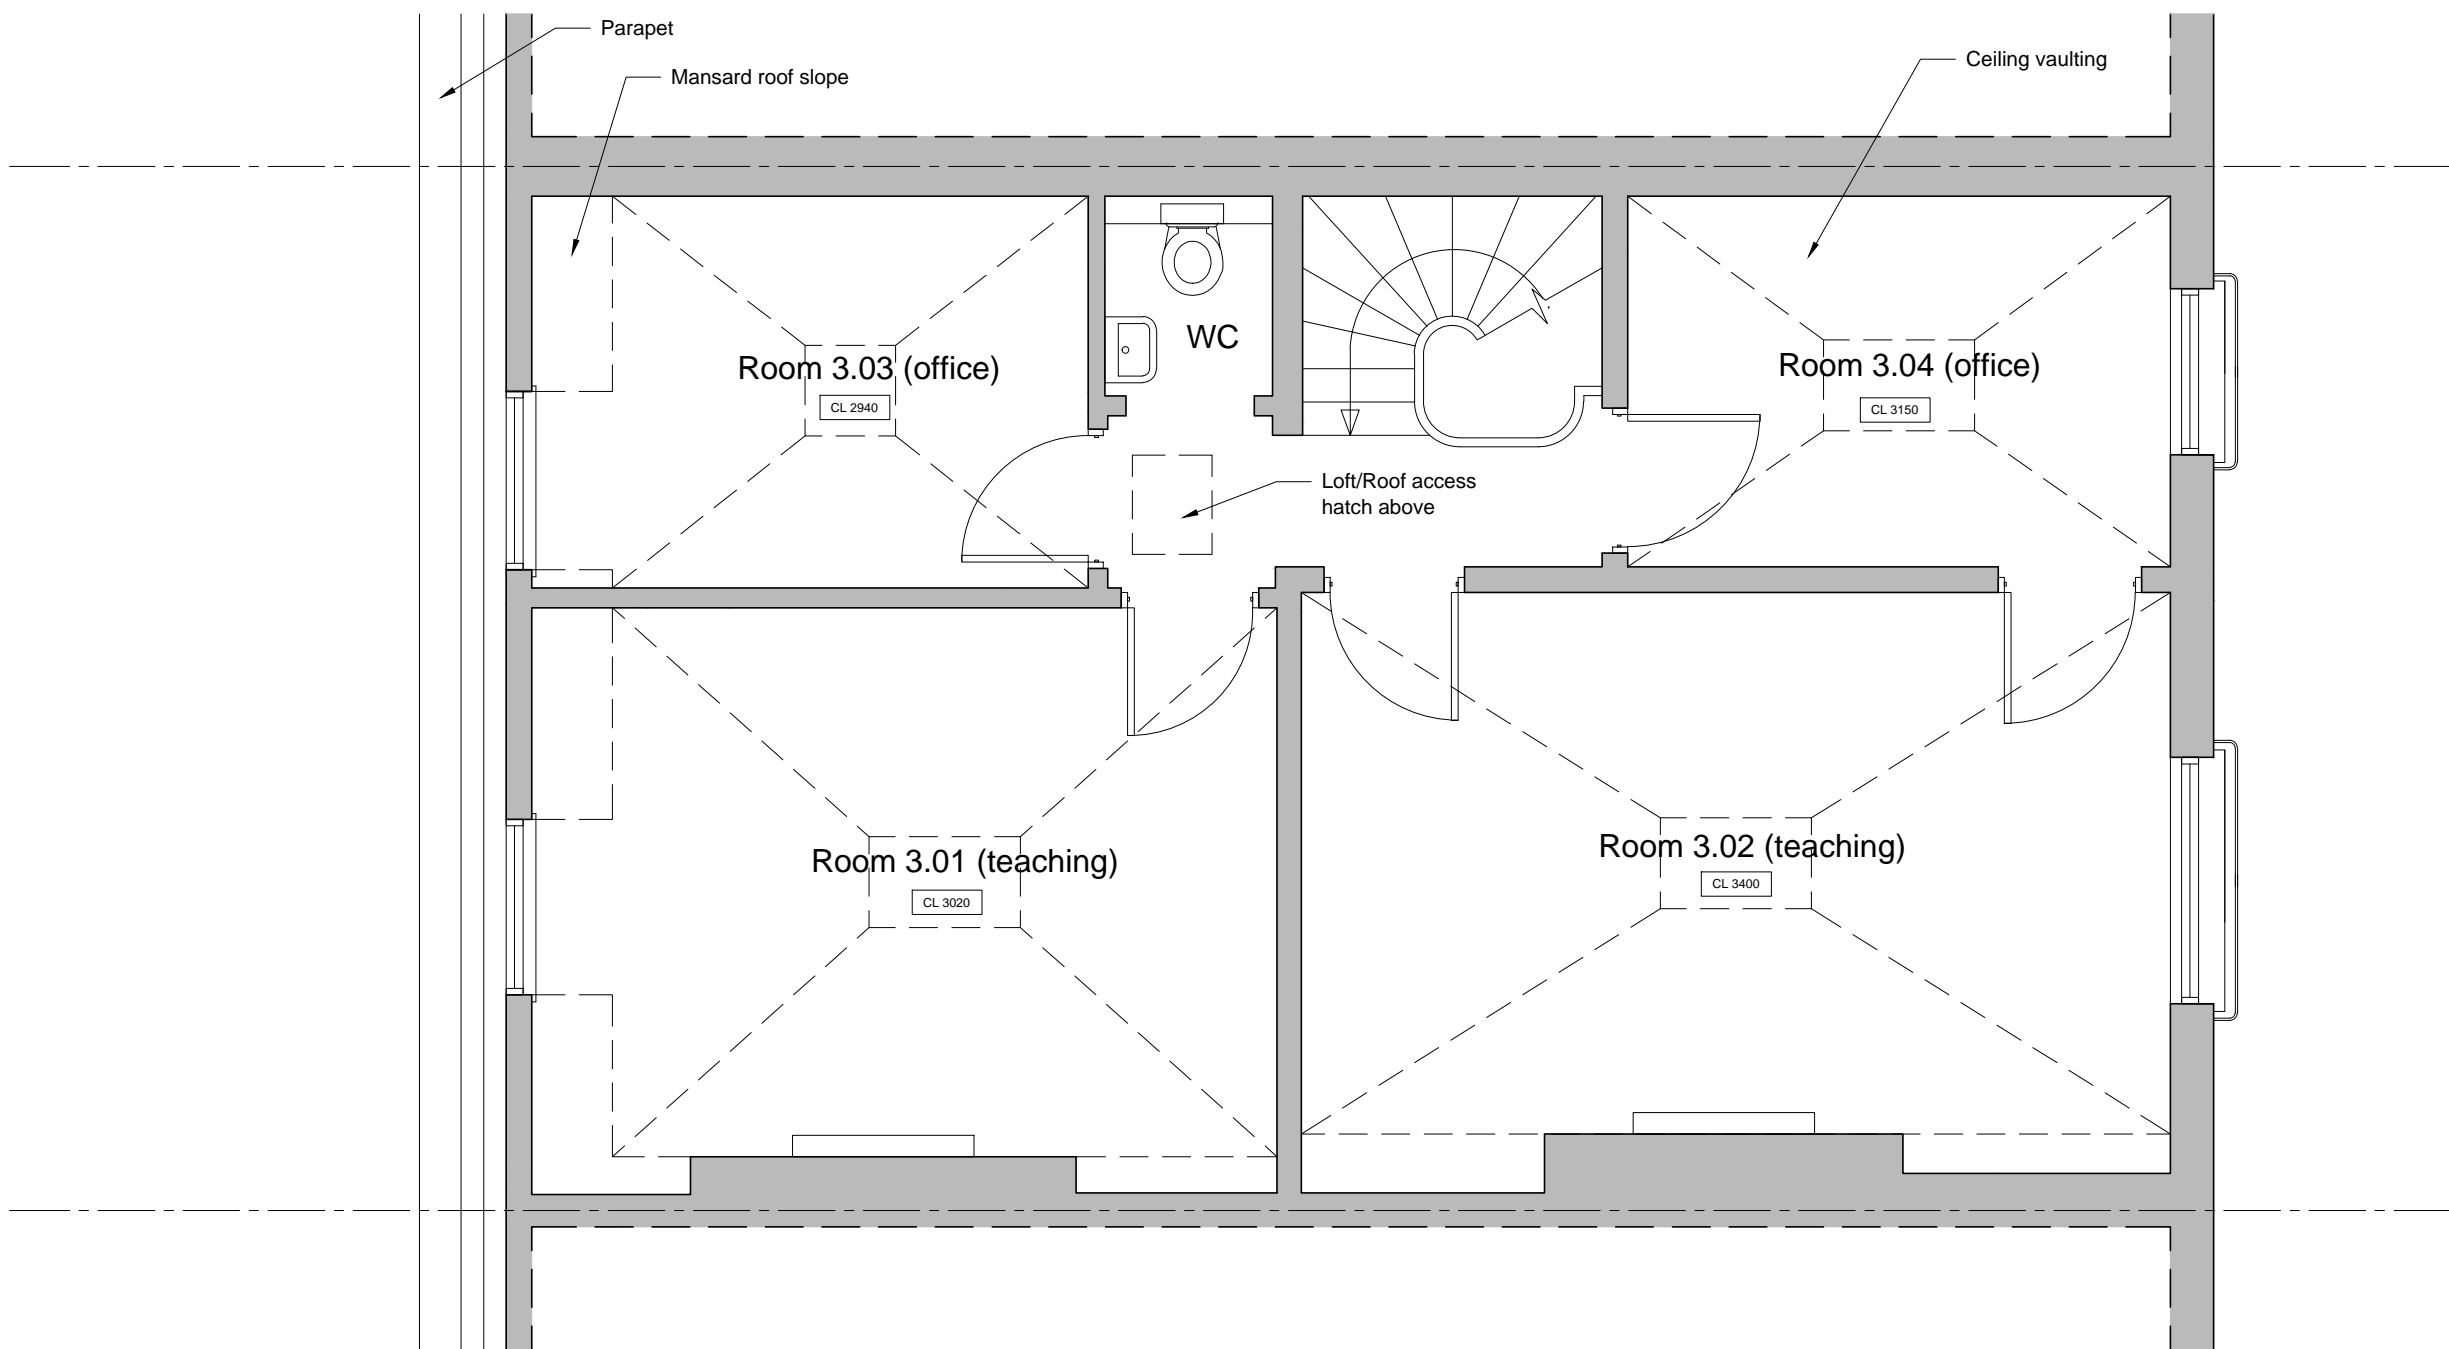 Parapet
Mansard roof slope
Ceiling vaulting
WC
Room 3.03 (office)
CL 2940
Room 3.04 (office)
CL 3150
Loft/Roof access
hatch above
Room 3.01 (teaching)
CL 3020
Room 3.02 (teaching)
CL 3400